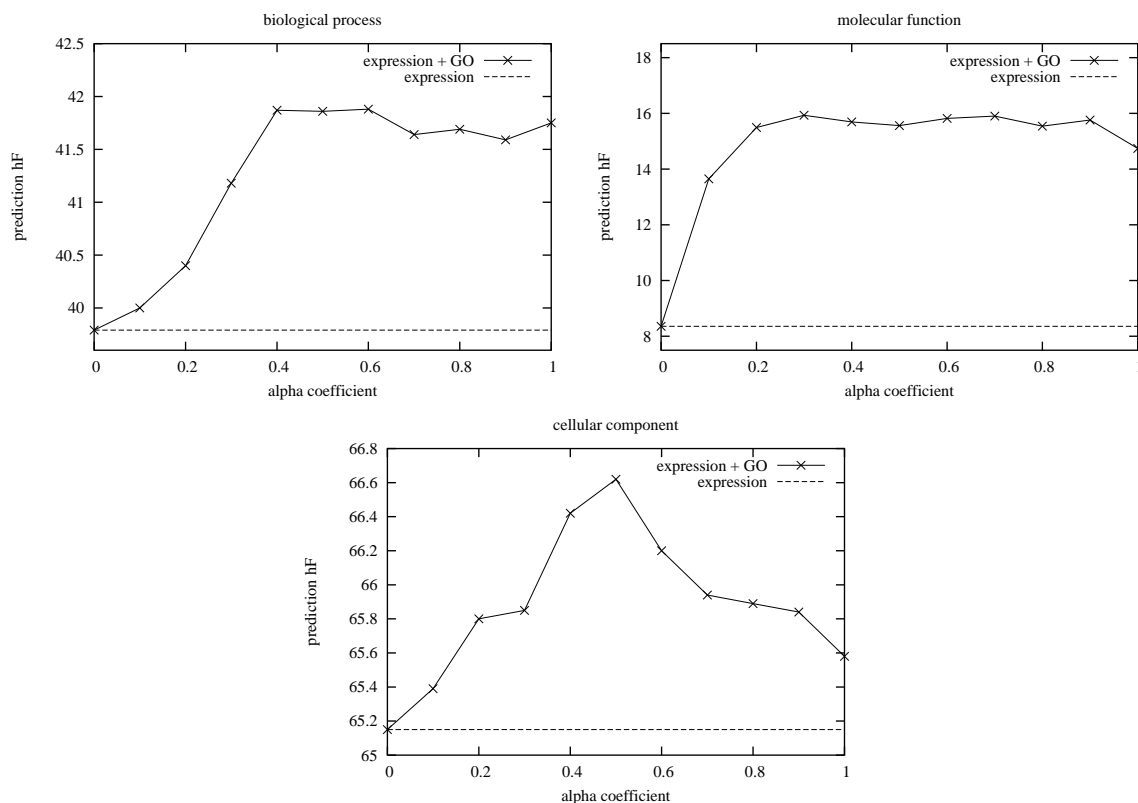 biological process
42.5
42
41.5
41
40.5
40
prediction hF
expression + GO
expression
0 0.2 0.4 0.6 0.8 1
alpha coefficient
molecular function
18
16
14
12
10
8
prediction hF
expression + GO
expression
0 0.2 0.4 0.6 0.8 1
alpha coefficient
cellular component
66.8
66.6
66.4
66.2
66
65.8
65.6
65.4
65.2
65
prediction hF
expression + GO
expression
0 0.2 0.4 0.6 0.8 1
alpha coefficient